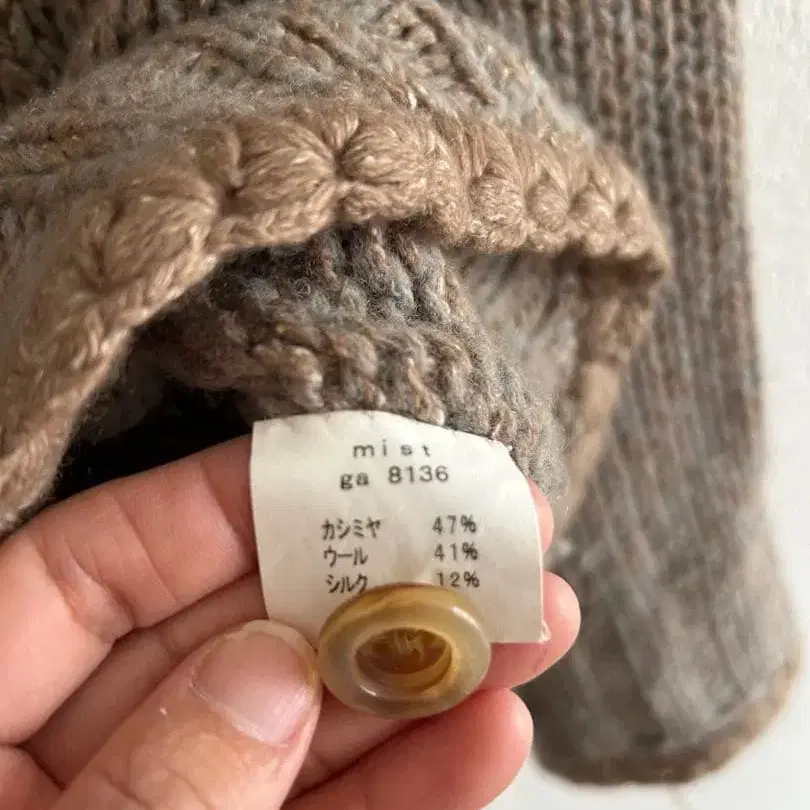 mist
ga 8136
カシミヤ 47%
ウール 41%
シルク 12%